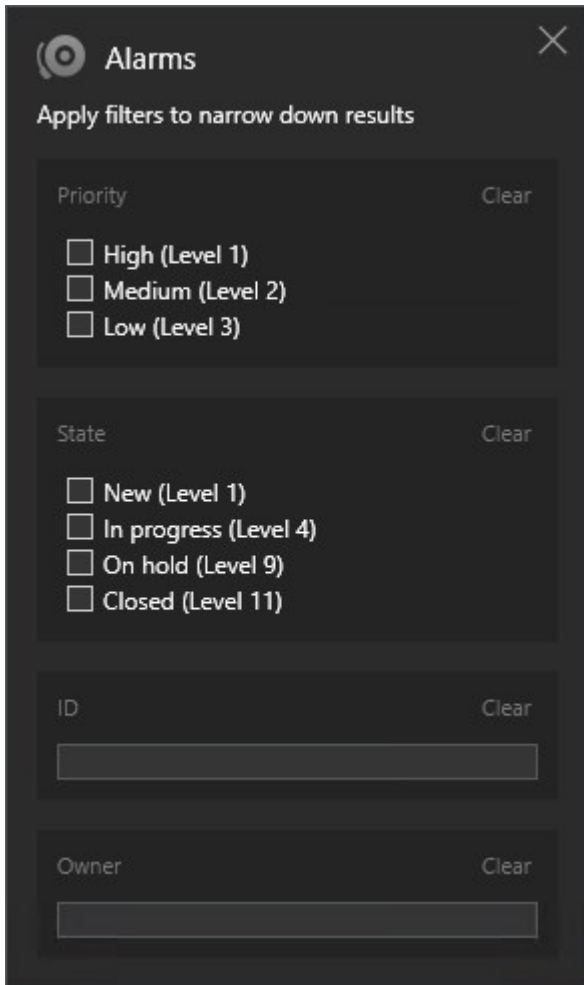 Alarms
Apply filters to narrow down results
Priority Clear
High (Level 1)
Medium (Level 2)
Low (Level 3)
State Clear
New (Level 1)
In progress (Level 4)
On hold (Level 9)
Closed (Level 11)
ID Clear
Owner Clear